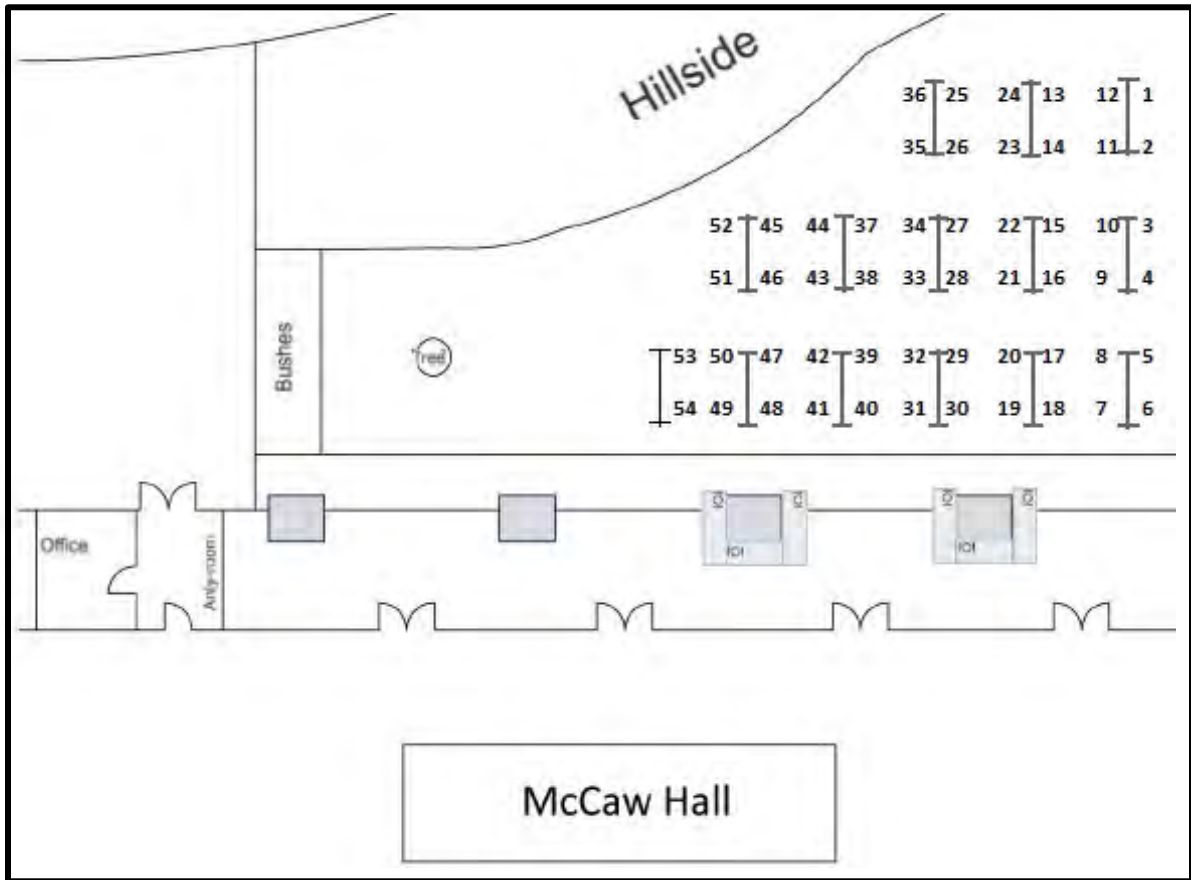 Hillside
36 25 24 13 12 1
35 26 23 14 11 2
52 45 44 37 34 27 22 15 10 3
51 46 43 38 33 28 21 16 9 4
Tree
53 50 47 42 39 32 29 20 17 8 5
54 49 48 41 40 31 30 19 18 7 6
Bushes
Office
McCaw Hall